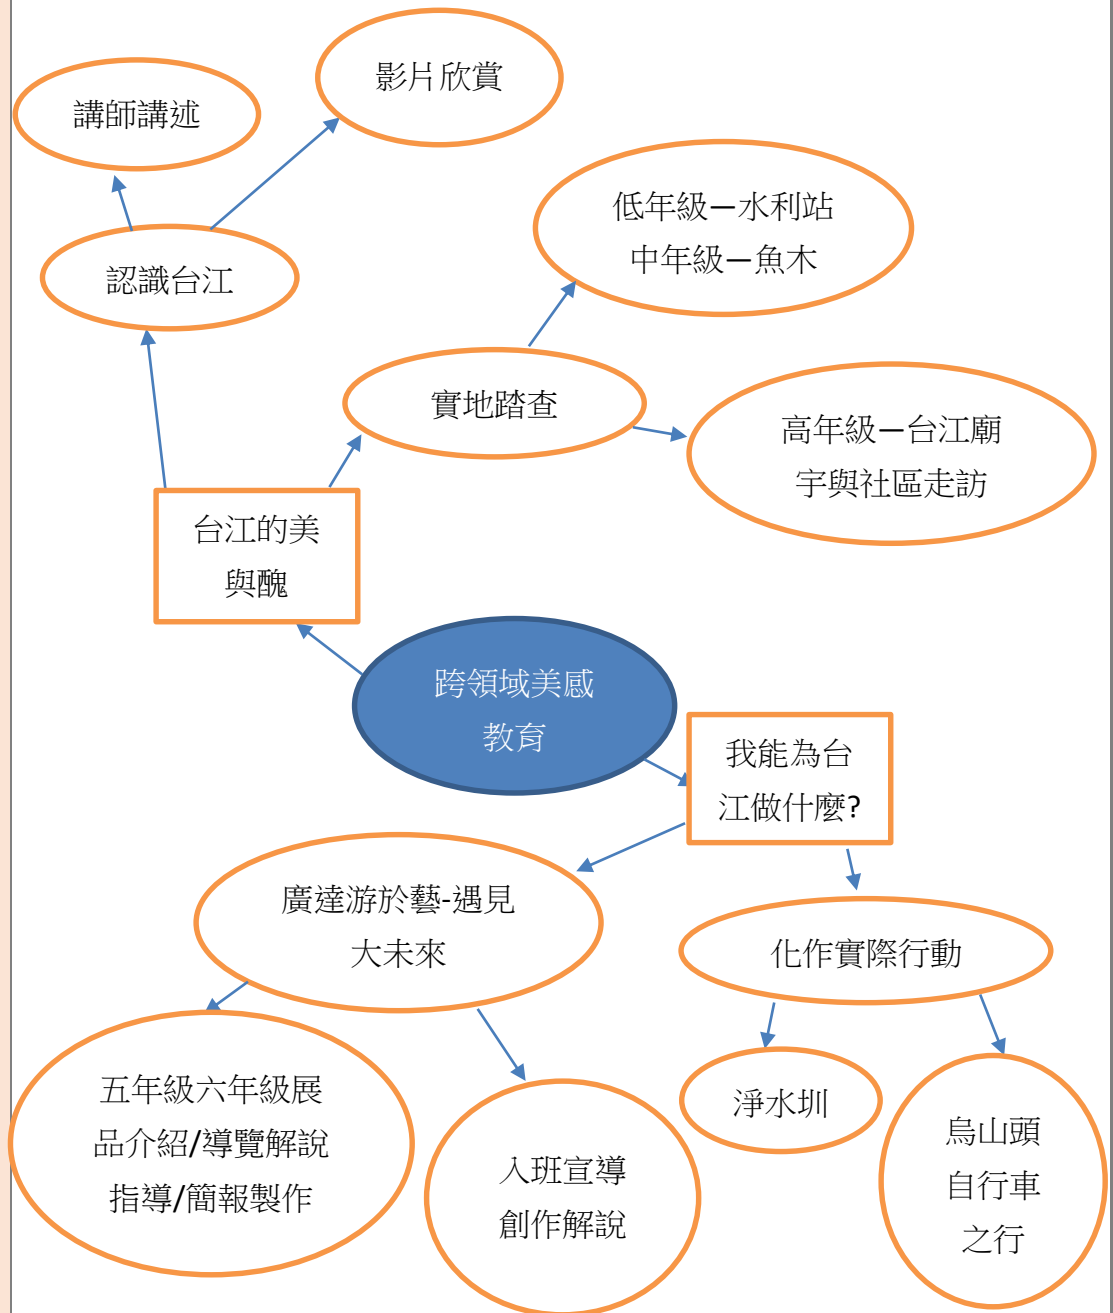 影片欣賞
講師講述
低年級—水利站
中年級—魚木
認識台江
實地踏查
高年級—台江廟
宇與社區走訪
台江的美
與醜
跨領域美感
教育
我能為台
江做什麼?
廣達游於藝-遇見
大未來
化作實際行動
五年級六年級展
品介紹/導覽解說
指導/簡報製作
入班宣導
創作解說
淨水圳
烏山頭
自行車
之行